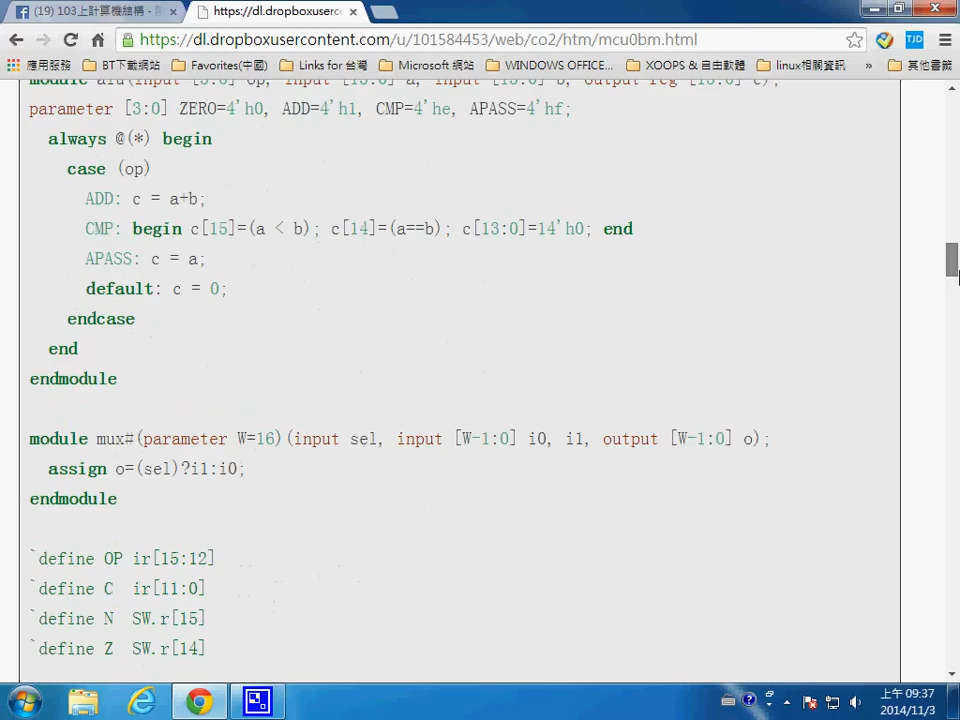 (19) 103上計算機結構 -
https://dl.dropboxuserc
https://dl.dropboxusercontent.com/u/101584453/web/co2/htm/mcu0bm.html
應用服務 BT下載網站 Favorites(中國) Links for 台灣 Microsoft 網站 WINDOWS OFFICE... XOOPS & 自由軟體 linux相關資訊 » 其他書籤
parameter [3:0] ZERO=4'h0, ADD=4'h1, CMP=4'he, APASS=4'hf;
always @(*) begin
case (op)
ADD: c = a+b;
CMP: begin c[15]=(a < b); c[14]=(a==b); c[13:0]=14'h0; end
APASS: c = a;
default: c = 0;
endcase
end
endmodule
module mux#(parameter W=16)(input sel, input [W-1:0] i0, i1, output [W-1:0] o);
assign o=(sel)?i1:i0;
endmodule
`define OP ir[15:12]
`define C ir[11:0]
`define N SW.r[15]
`define Z SW.r[14]
上午 09:37
2014/11/3